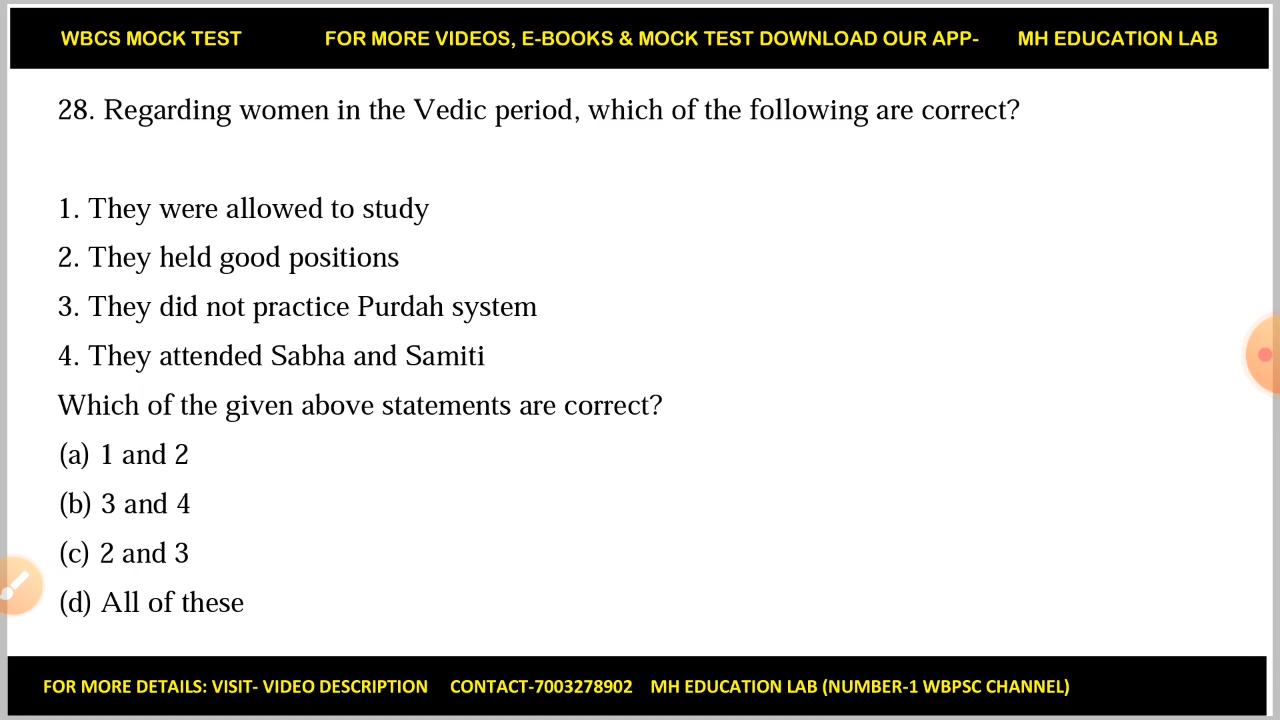 WBCS MOCK TEST FOR MORE VIDEOS, E-BOOKS & MOCK TEST DOWNLOAD OUR APP- MH EDUCATION LAB
28. Regarding women in the Vedic period, which of the following are correct?
1. They were allowed to study
2. They held good positions
3. They did not practice Purdah system
4. They attended Sabha and Samiti
Which of the given above statements are correct?
(a) 1 and 2
(b) 3 and 4
(c) 2 and 3
(d) All of these
FOR MORE DETAILS: VISIT- VIDEO DESCRIPTION CONTACT-7003278902 MH EDUCATION LAB (NUMBER-1 WBPSC CHANNEL)